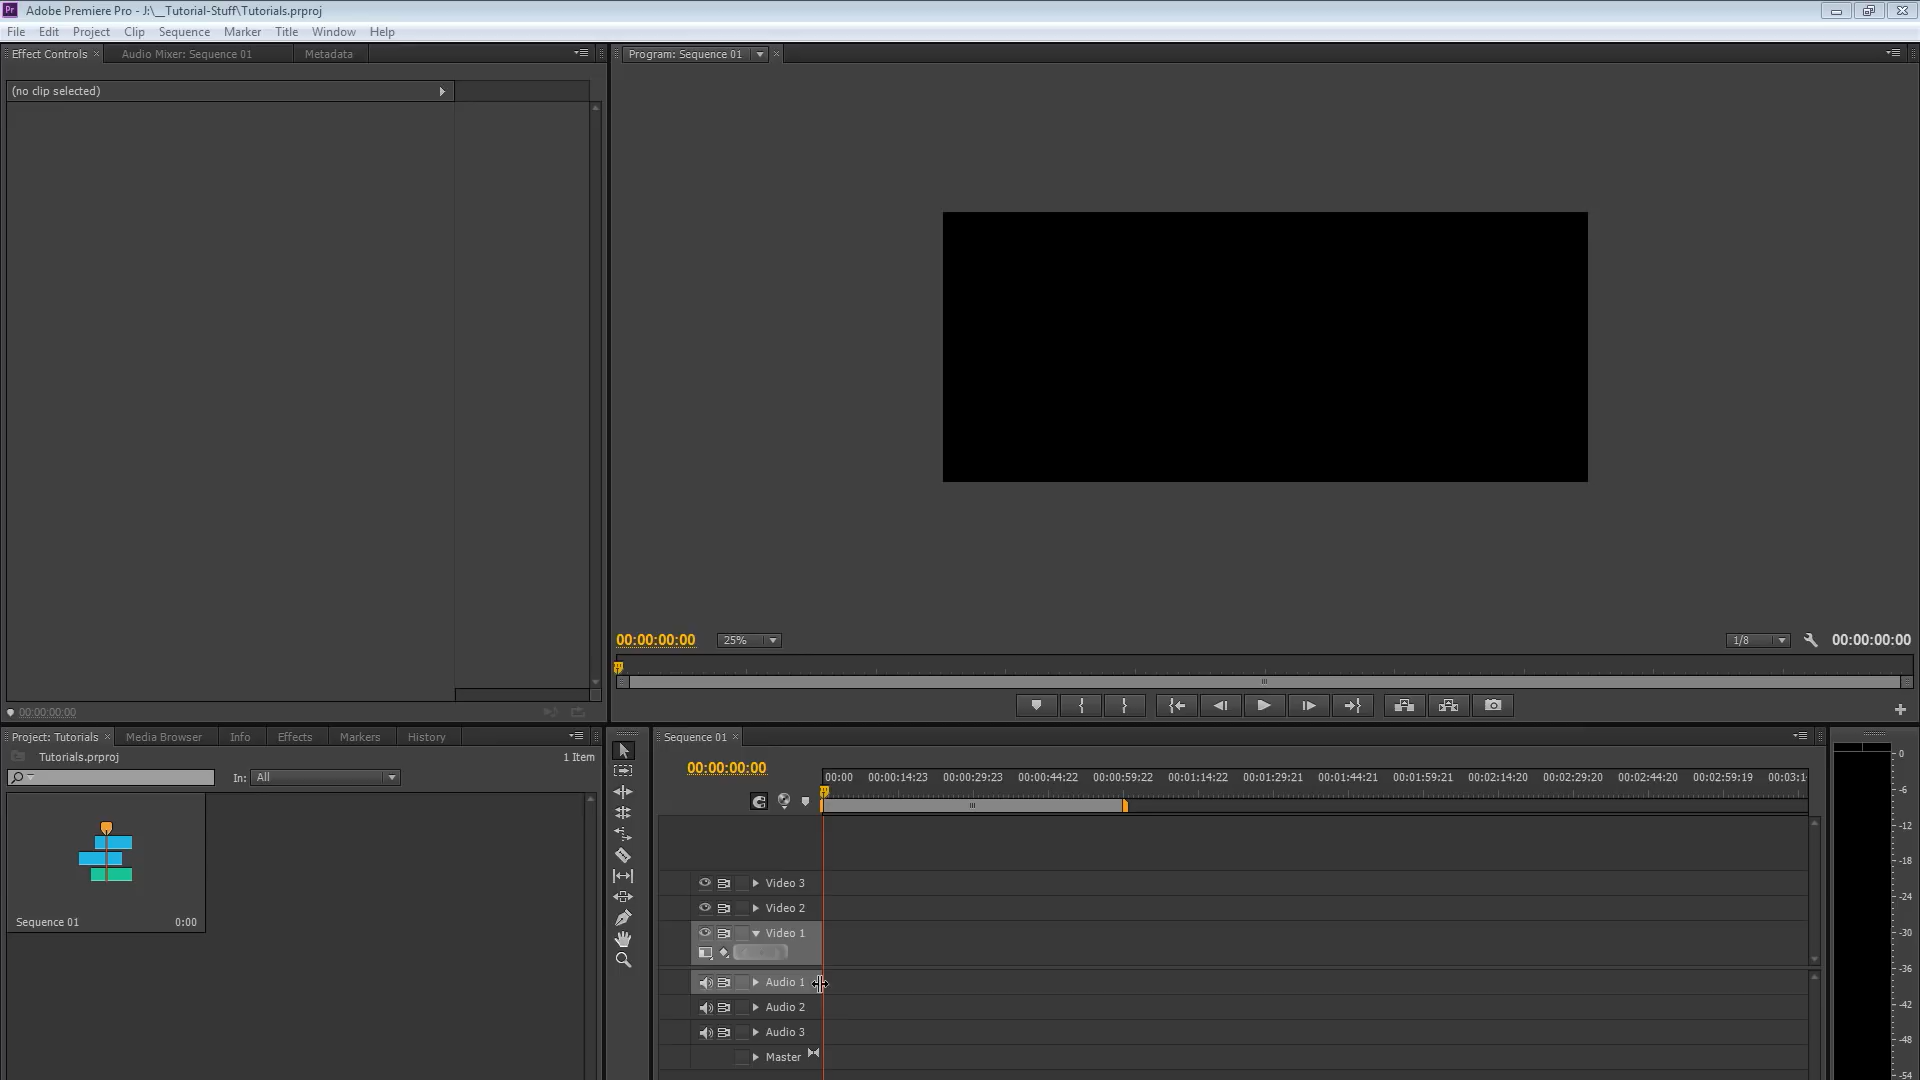 Adobe Premiere Pro - J:\__Tutorial-Stuff\Tutorials.prproj
File Edit Project Clip Sequence Marker Title Window Help
Effect Controls Audio Mixer: Sequence 01 Metadata
Program: Sequence 01
(no clip selected)
00:00:00:00 25% 1/8 00:00:00:00
00:00:00:00
Project: Tutorials Media Browser Info Effects Markers History
Sequence 01
Tutorials.prproj 1 Item
In: All
Sequence 01 0:00
00:00:00:00
00:00 00:00:14:23 00:00:29:23 00:00:44:22 00:00:59:22 00:01:14:22 00:01:29:21 00:01:44:21 00:01:59:21 00:02:14:20 00:02:29:20 00:02:44:20 00:02:59:19 00:03:1
Video 3
Video 2
Video 1
Audio 1
Audio 2
Audio 3
Master
0
-6
-12
-18
-24
-30
-36
-42
-48
-54